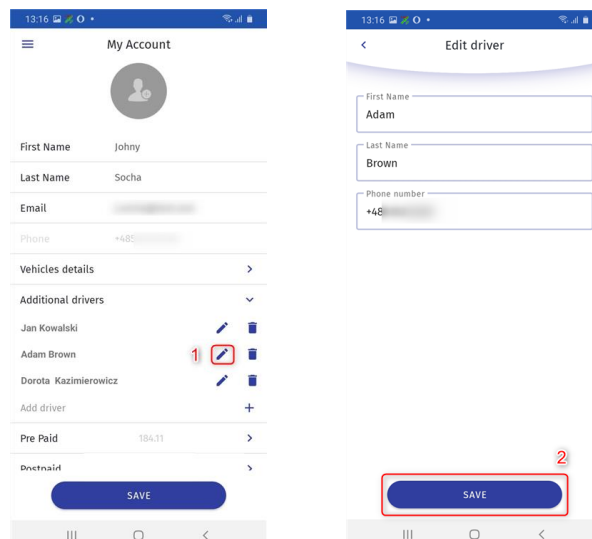 13:16
My Account
First Name Johny
Last Name Socha
Email
Phone +485
Vehicles details
Additional drivers
Jan Kowalski
Adam Brown 1
Dorota Kazimierowicz
Add driver
Pre Paid 184.11
Postpaid
SAVE
13:16
Edit driver
First Name
Adam
Last Name
Brown
Phone number
+48
2
SAVE